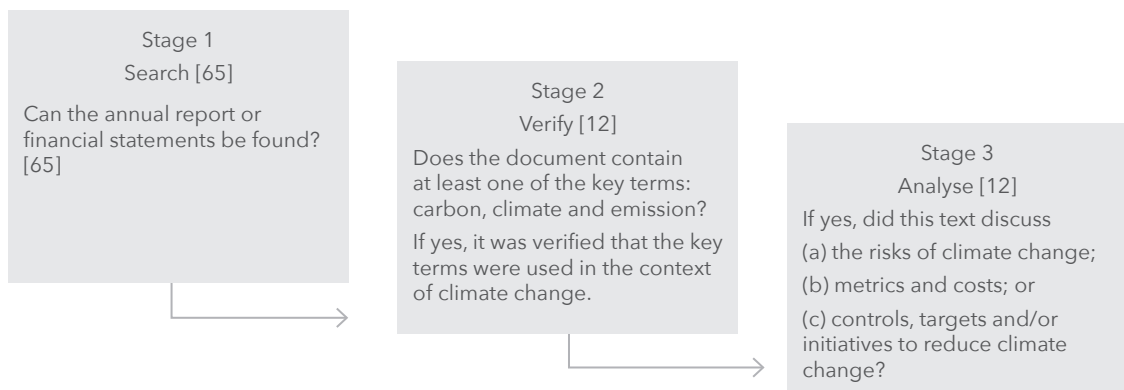 Stage 1
Search [65]
Can the annual report or
financial statements be found?
[65]
Stage 2
Verify [12]
Does the document contain
at least one of the key terms:
carbon, climate and emission?
If yes, it was verified that the key
terms were used in the context
of climate change.
Stage 3
Analyse [12]
If yes, did this text discuss
(a) the risks of climate change;
(b) metrics and costs; or
(c) controls, targets and/or
initiatives to reduce climate
change?